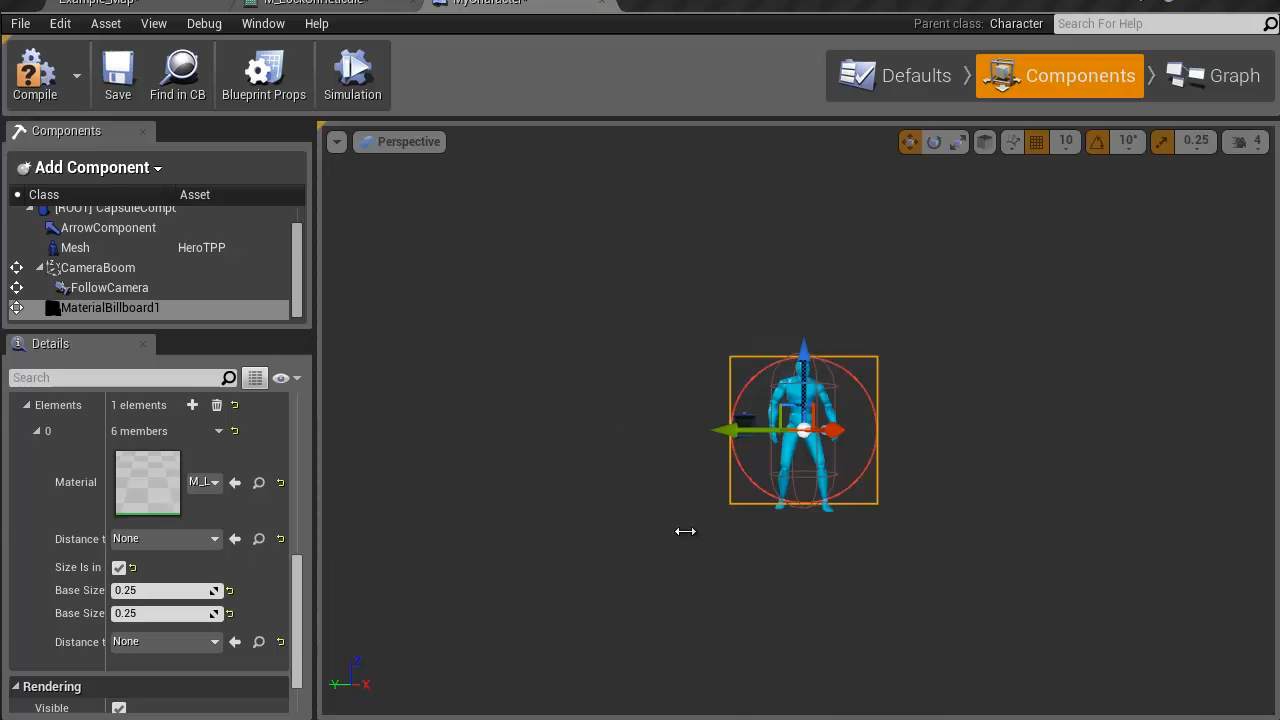 Example_Map*
M_LockOnReticule*
MyCharacter*
File Edit Asset View Debug Window Help
Parent class: Character
Search For Help
Compile
Save
Find in CB
Blueprint Props
Simulation
Defaults
Components
Graph
Components
Add Component
Class Asset
[ROOT] CapsuleCompc
ArrowComponent
Mesh HeroTPP
CameraBoom
FollowCamera
MaterialBillboard1
Details
Search
Elements 1 elements
0 6 members
Material M_L
Distance t None
Size Is in
Base Size 0.25
Base Size 0.25
Distance t None
Rendering
Visible
Perspective
10
10°
0.25
4
Z
Y
X